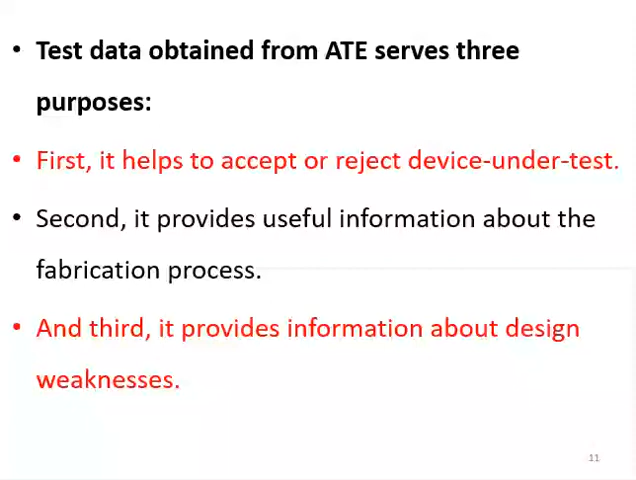 • Test data obtained from ATE serves three
purposes:
• First, it helps to accept or reject device-under-test.
• Second, it provides useful information about the
fabrication process.
• And third, it provides information about design
weaknesses.
11